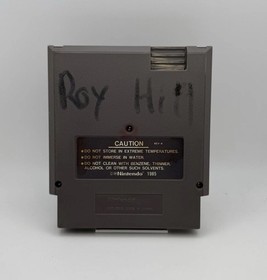 Roy Hill
CAUTION REV-A
DO NOT STORE IN EXTREME TEMPERATURES.
DO NOT IMMERSE IN WATER.
DO NOT CLEAN WITH BENZENE, THINNER,
ALCOHOL OR OTHER SUCH SOLVENTS.
©Nintendo 1985